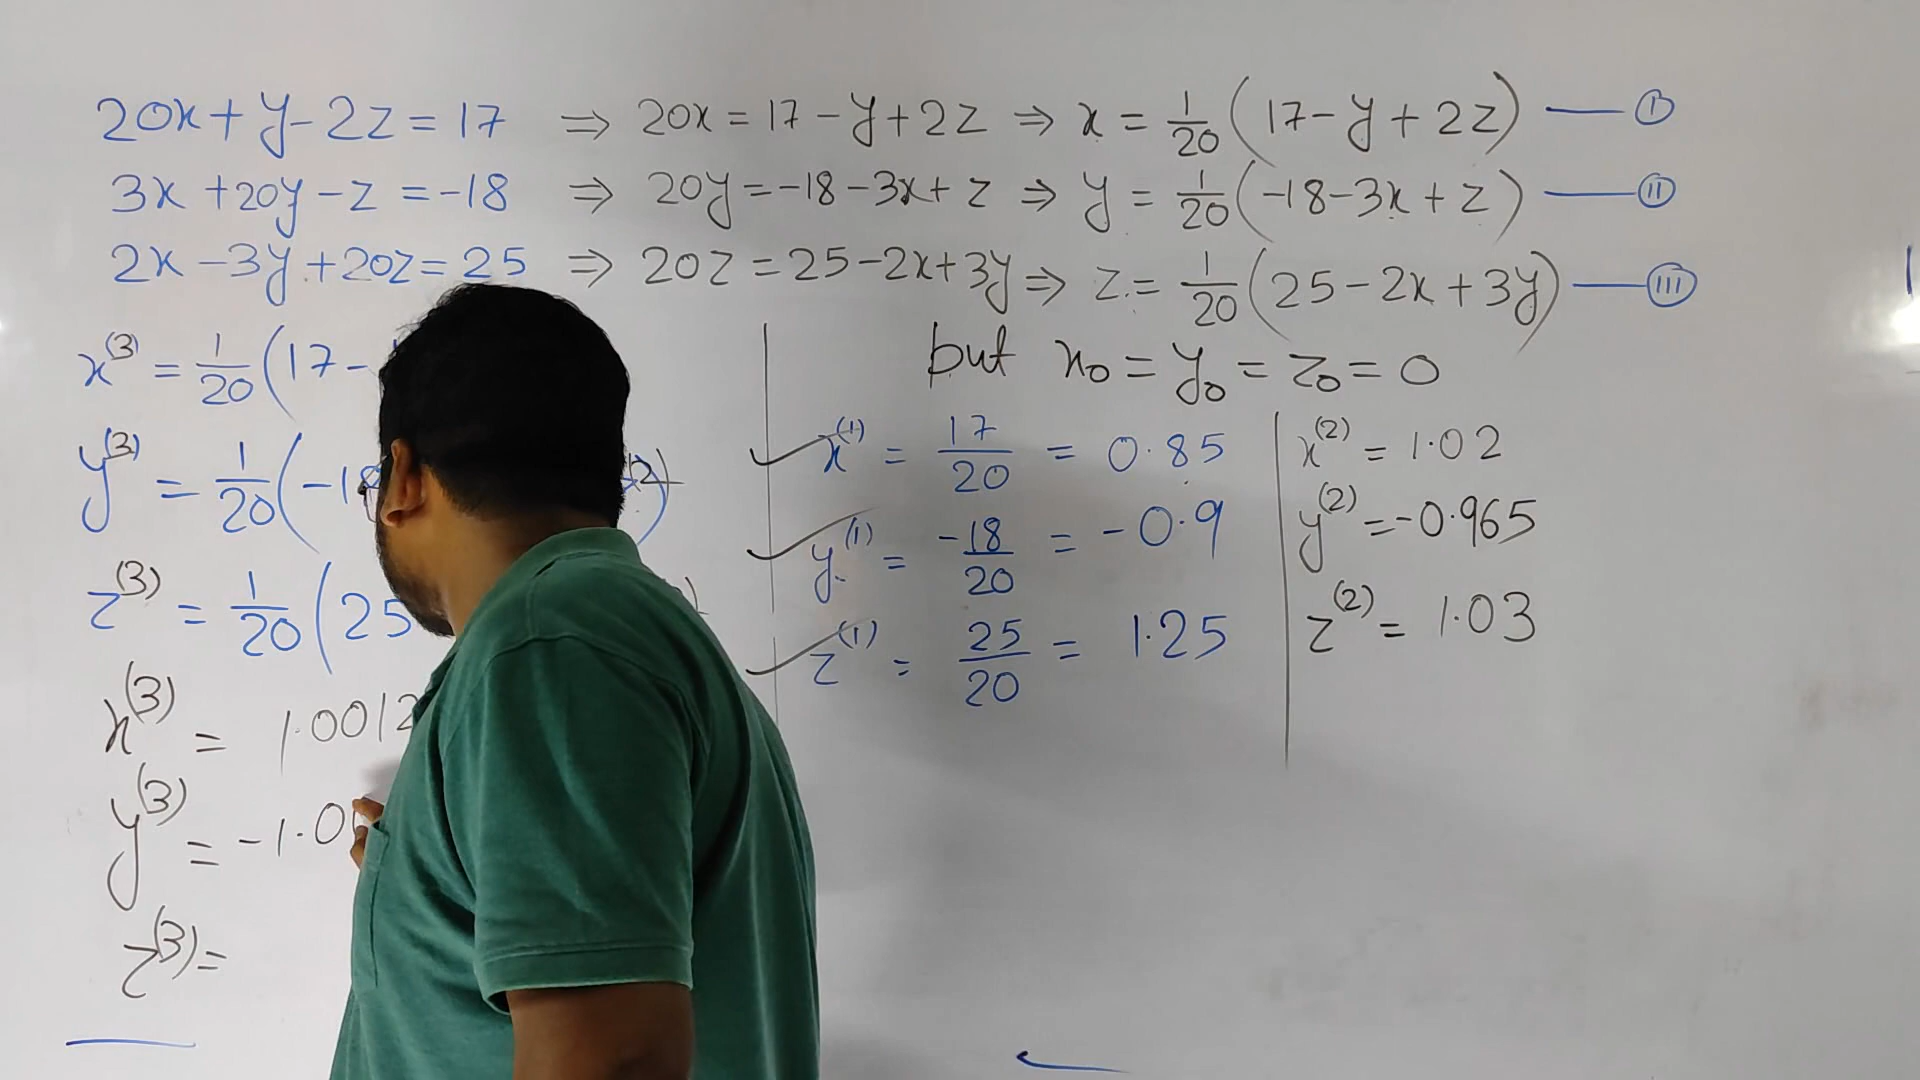 20x + y - 2z = 17 ⇒ 20x = 17 - y + 2z ⇒ x = 1/20 (17 - y + 2z) — (I)
3x + 20y - z = -18 ⇒ 20y = -18 - 3x + z ⇒ y = 1/20 (-18 - 3x + z) — (II)
2x - 3y + 20z = 25 ⇒ 20z = 25 - 2x + 3y ⇒ z = 1/20 (25 - 2x + 3y) — (III)
x^(3) = 1/20 (17 -
y^(3) = 1/20 (-18
z^(3) = 1/20 (25
x^(3) = 1.0012
y^(3) = -1.0
z^(3) =
but x₀ = y₀ = z₀ = 0
x^(1) = 17/20 = 0.85
y^(1) = -18/20 = -0.9
z^(1) = 25/20 = 1.25
x^(2) = 1.02
y^(2) = -0.965
z^(2) = 1.03